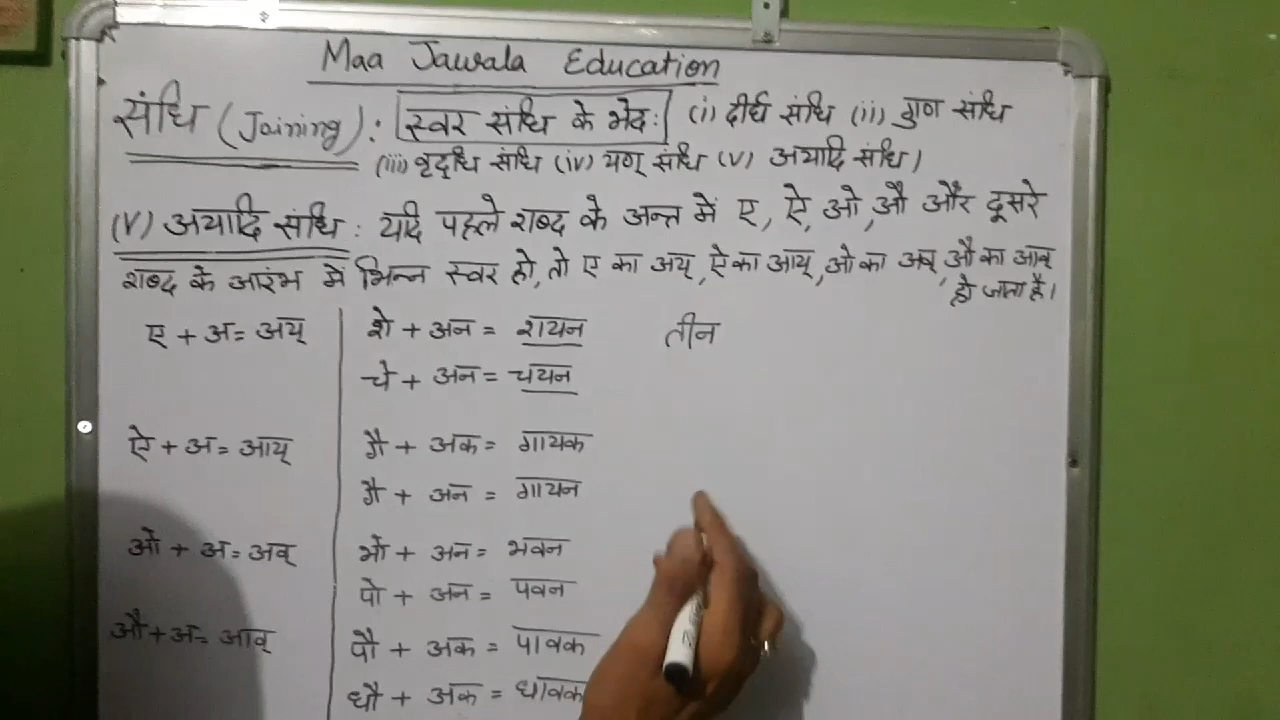 Maa Jawala Education
संधि (Joining): स्वर संधि के भेद: (i) दीर्घ संधि (ii) गुण संधि
(iii) वृद्धि संधि (iv) यण् संधि (v) अयादि संधि।
(V) अयादि संधि: यदि पहले शब्द के अन्त में ए, ऐ, ओ, औ और दूसरे
शब्द के आरंभ में भिन्न स्वर हो, तो ए का अय्, ऐ का आय्, ओ का अव्, औ का आव्
हो जाता है।
ए + अ = अय् शे + अन = शयन तीन
चे + अन = चयन
ऐ + अ = आय् गै + अक = गायक
गै + अन = गायन
ओ + अ = अव् भो + अन = भवन
पो + अन = पवन
औ + अ = आव् पौ + अक = पावक
धौ + अक = धावक